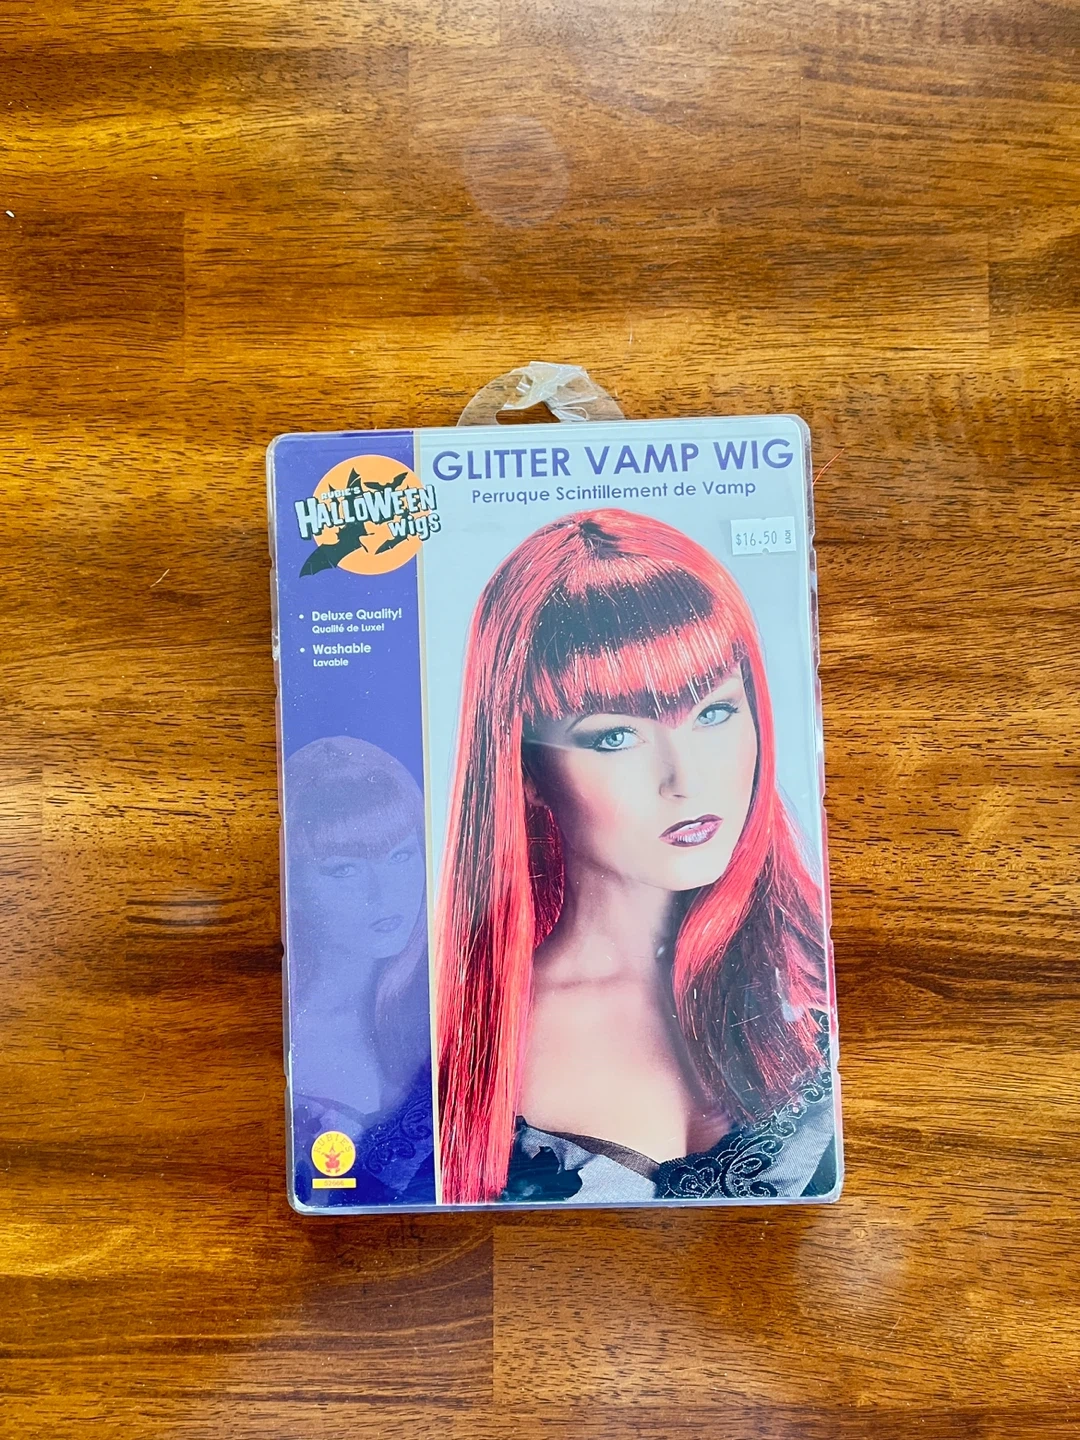 GLITTER VAMP WIG
Perruque Scintillement de Vamp
$16.50
RUBIE'S
HALLOWEEN
wigs
• Deluxe Quality!
Qualité de Luxe!
• Washable
Lavable
RUBIE'S